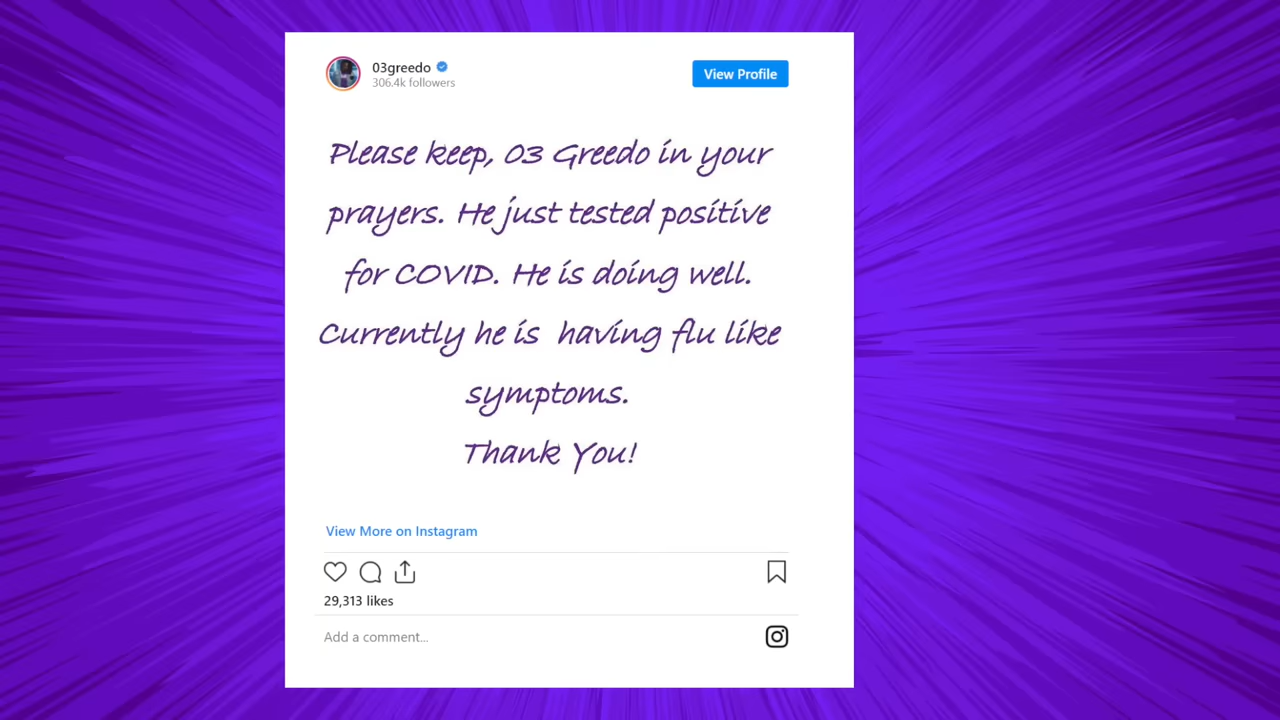 03greedo
306.4k followers
View Profile
Please keep, 03 Greedo in your
prayers. He just tested positive
for COVID. He is doing well.
Currently he is having flu like
symptoms.
Thank You!
View More on Instagram
29,313 likes
Add a comment...